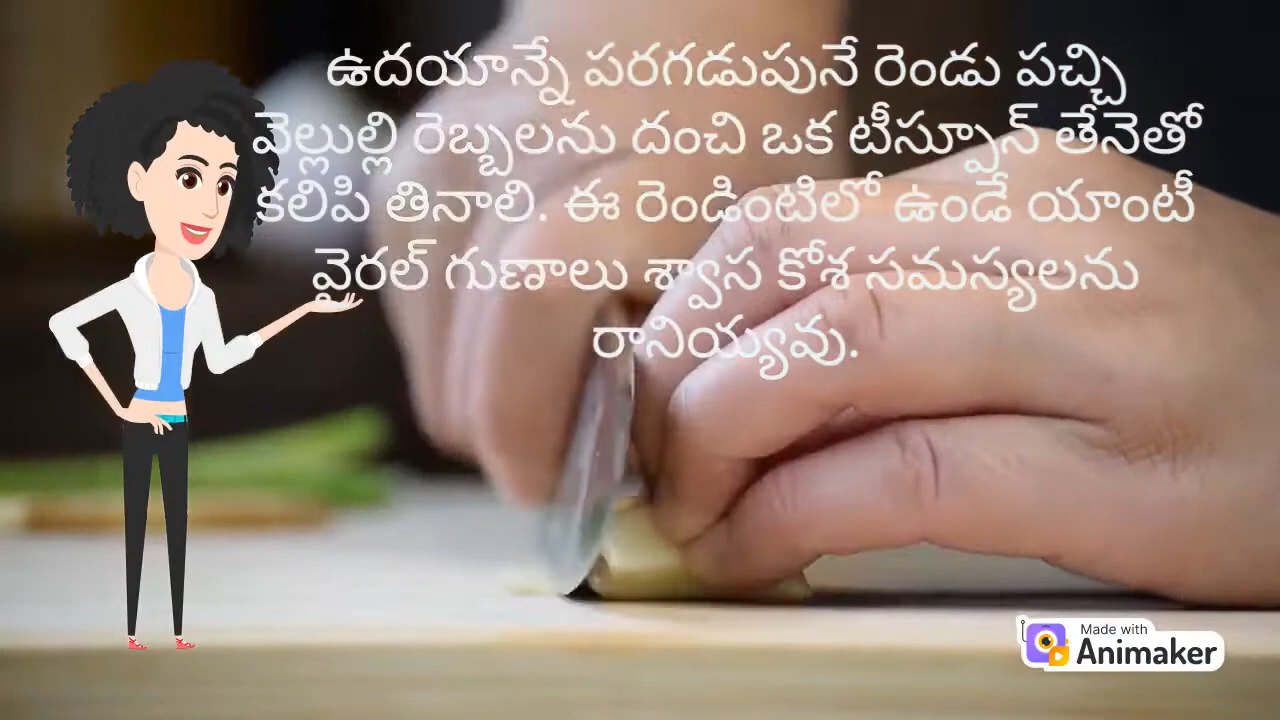 ఉదయాన్నే పరగడుపునే రెండు పచ్చి
వెల్లుల్లి రెబ్బలను దంచి ఒక టీస్పూన్ తేనెతో
కలిపి తినాలి. ఈ రెండింటిలో ఉండే యాంటీ
వైరల్ గుణాలు శ్వాస కోశ సమస్యలను
రానియ్యవు.
Made with
Animaker